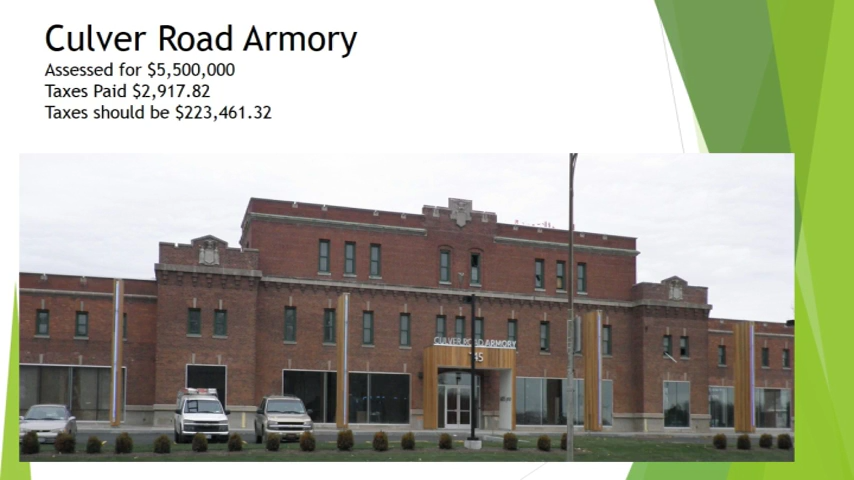 Culver Road Armory
Assessed for $5,500,000
Taxes Paid $2,917.82
Taxes should be $223,461.32
CULVER ROAD ARMORY
145